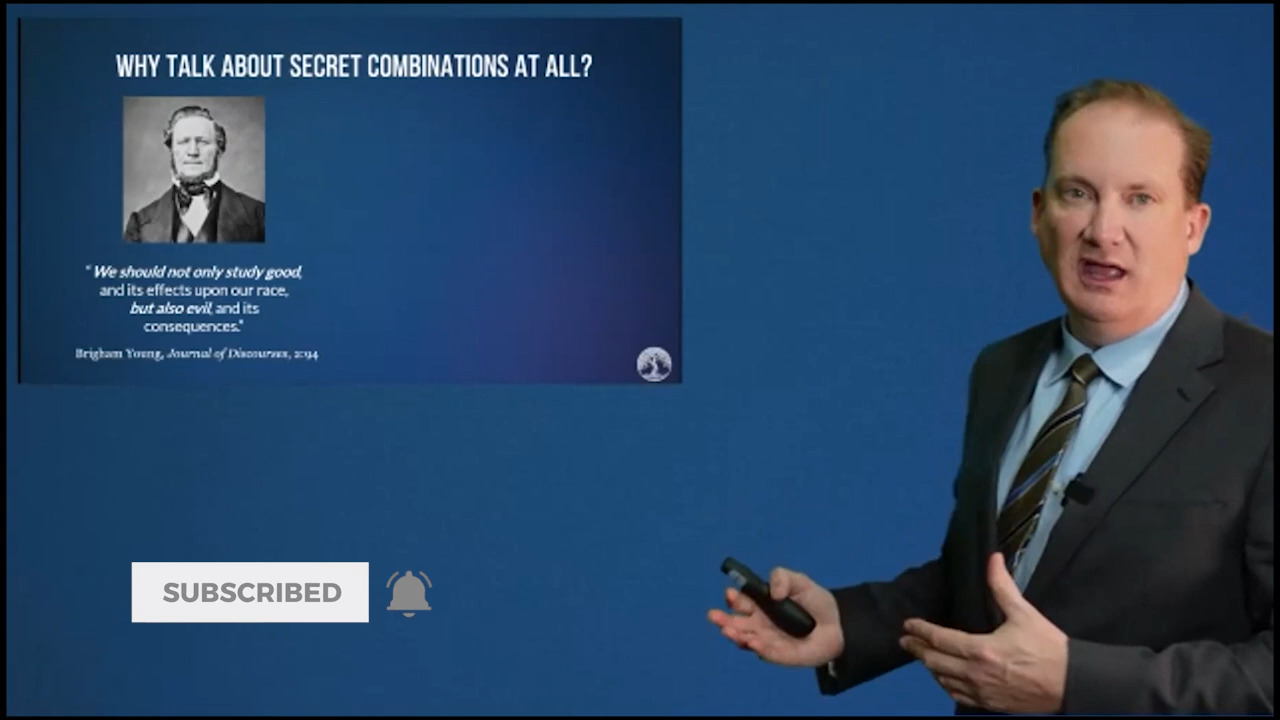 WHY TALK ABOUT SECRET COMBINATIONS AT ALL?
“ We should not only study good,
and its effects upon our race,
but also evil, and its
consequences.”
Brigham Young, Journal of Discourses, 2:94
SUBSCRIBED